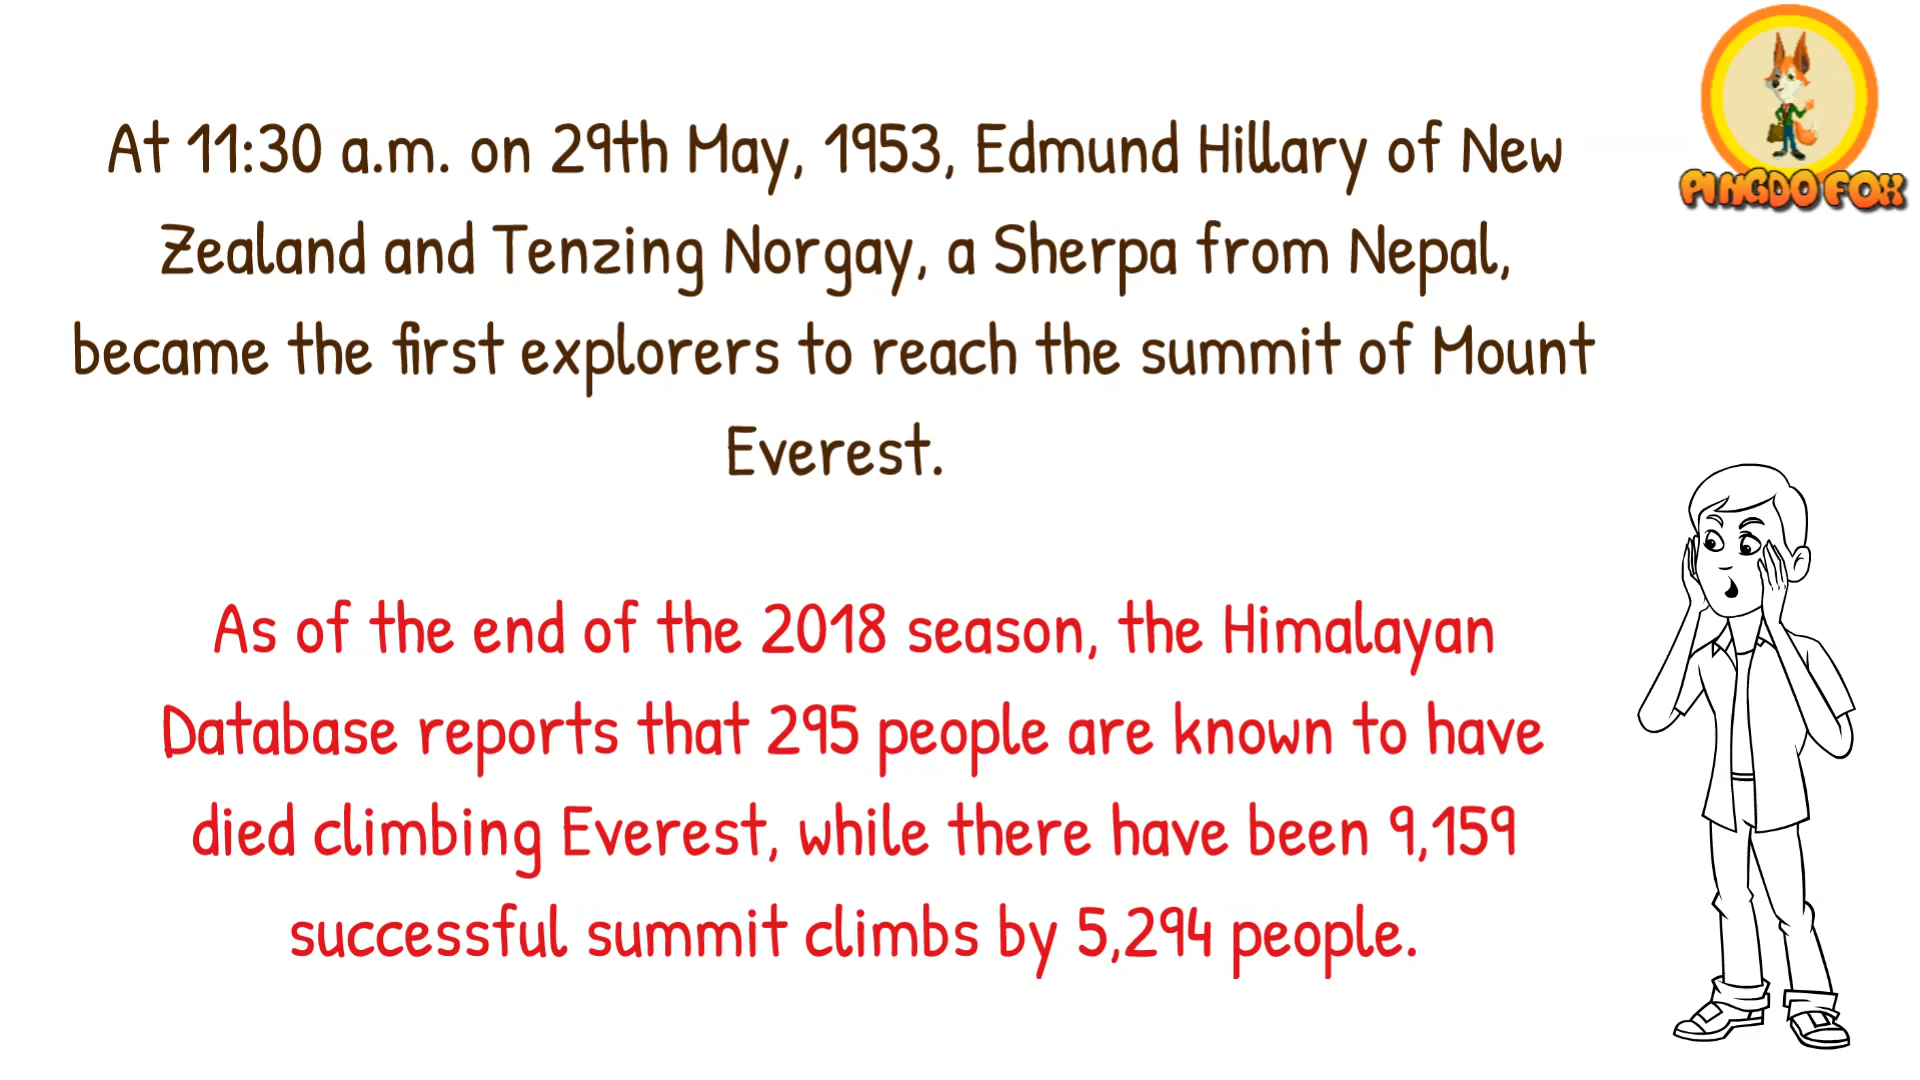 PINGDO FOX
At 11:30 a.m. on 29th May, 1953, Edmund Hillary of New
Zealand and Tenzing Norgay, a Sherpa from Nepal,
became the first explorers to reach the summit of Mount
Everest.
As of the end of the 2018 season, the Himalayan
Database reports that 295 people are known to have
died climbing Everest, while there have been 9,159
successful summit climbs by 5,294 people.